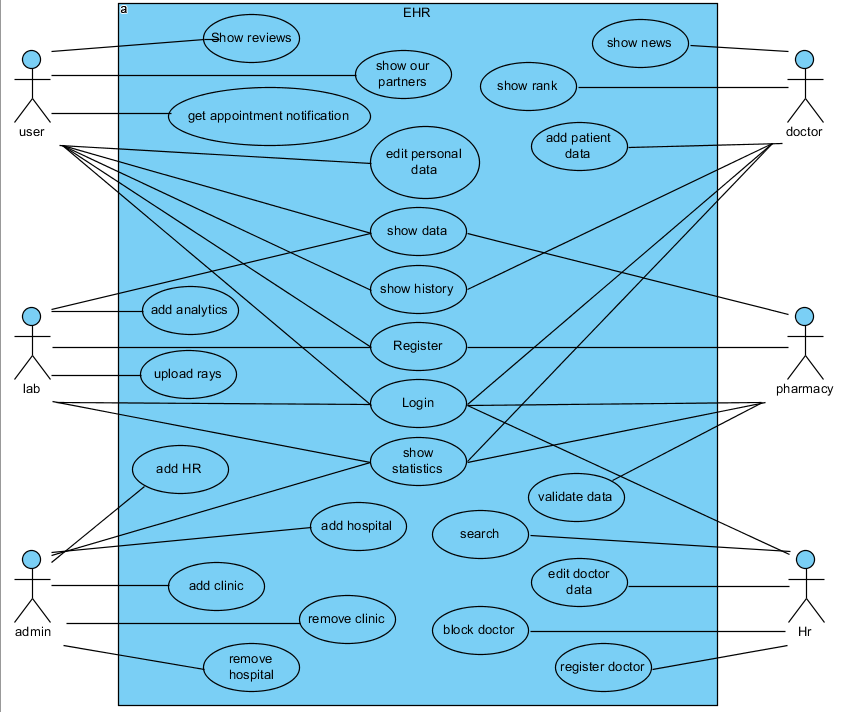 a
EHR
Show reviews
show news
show our
partners
show rank
get appointment notification
user
doctor
add patient
data
edit personal
data
show data
show history
add analytics
Register
upload rays
lab
pharmacy
Login
show
statistics
add HR
validate data
add hospital
search
add clinic
edit doctor
data
remove clinic
admin
block doctor
Hr
remove
hospital
register doctor